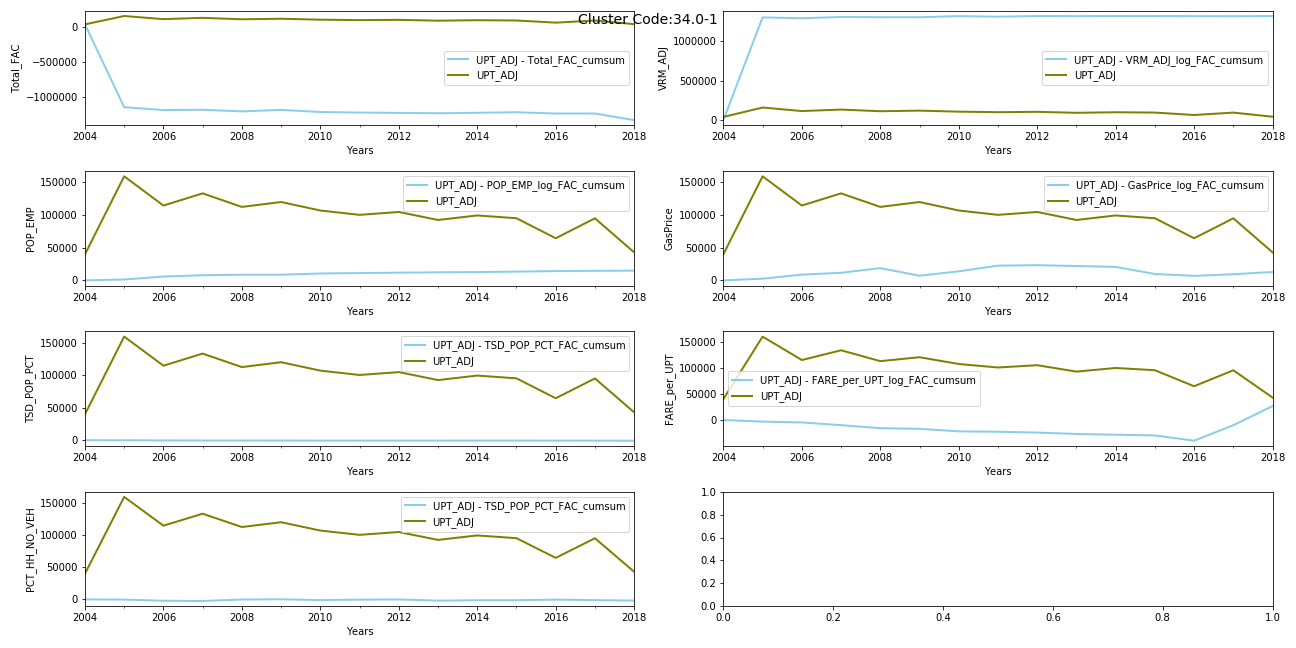 Cluster Code:34.0-1
Total_FAC
0
−500000
−1000000
UPT_ADJ - Total_FAC_cumsum
UPT_ADJ
2004 2006 2008 2010 2012 2014 2016 2018
Years
VRM_ADJ
1000000
500000
0
UPT_ADJ - VRM_ADJ_log_FAC_cumsum
UPT_ADJ
2004 2006 2008 2010 2012 2014 2016 2018
Years
POP_EMP
150000
100000
50000
0
UPT_ADJ - POP_EMP_log_FAC_cumsum
UPT_ADJ
2004 2006 2008 2010 2012 2014 2016 2018
Years
GasPrice
150000
100000
50000
0
UPT_ADJ - GasPrice_log_FAC_cumsum
UPT_ADJ
2004 2006 2008 2010 2012 2014 2016 2018
Years
TSD_POP_PCT
150000
100000
50000
0
UPT_ADJ - TSD_POP_PCT_FAC_cumsum
UPT_ADJ
2004 2006 2008 2010 2012 2014 2016 2018
Years
FARE_per_UPT
150000
100000
50000
0
UPT_ADJ - FARE_per_UPT_log_FAC_cumsum
UPT_ADJ
2004 2006 2008 2010 2012 2014 2016 2018
Years
PCT_HH_NO_VEH
150000
100000
50000
0
UPT_ADJ - TSD_POP_PCT_FAC_cumsum
UPT_ADJ
2004 2006 2008 2010 2012 2014 2016 2018
Years
1.0
0.8
0.6
0.4
0.2
0.0
0.0 0.2 0.4 0.6 0.8 1.0